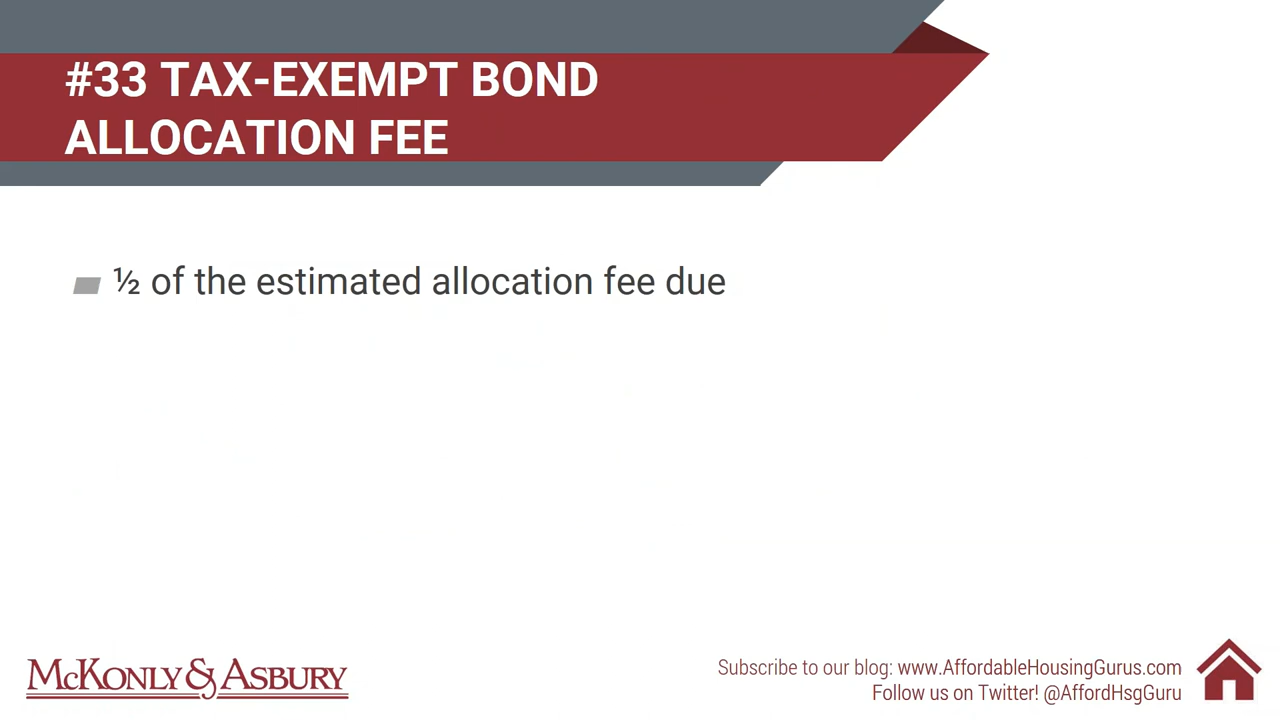 #33 TAX-EXEMPT BOND
ALLOCATION FEE
½ of the estimated allocation fee due
McKonly & Asbury
Subscribe to our blog: www.AffordableHousingGurus.com
Follow us on Twitter! @AffordHsgGuru